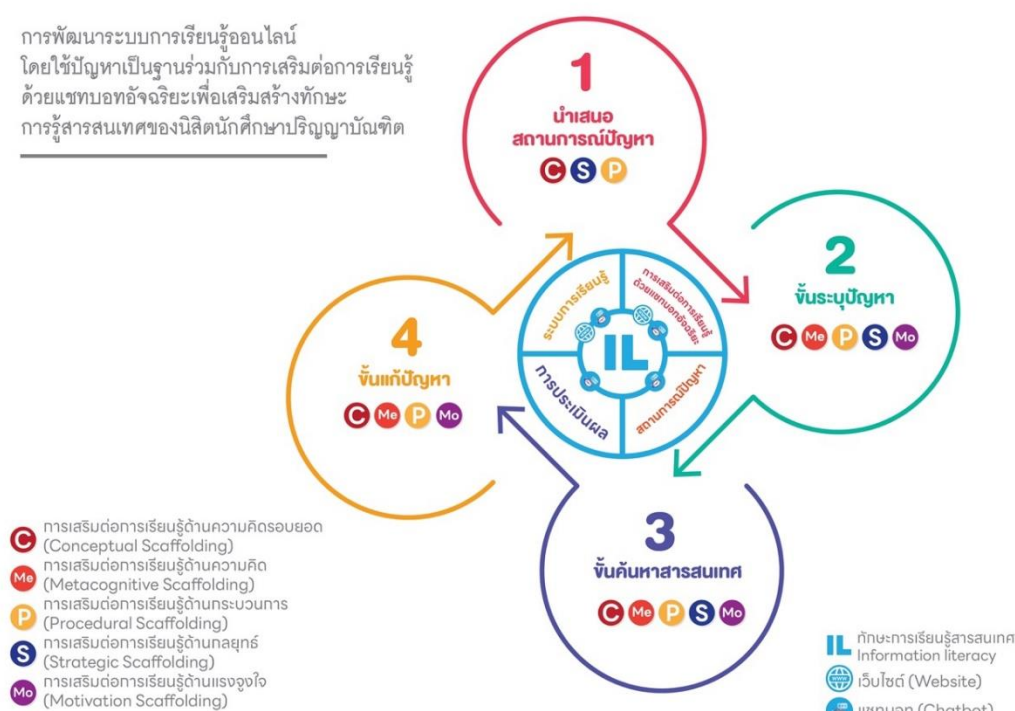 การพัฒนาระบบการเรียนรู้ออนไลน์
โดยใช้ปัญหาเป็นฐานร่วมกับการเสริมต่อการเรียนรู้
ด้วยแชทบอทอัจฉริยะเพื่อเสริมสร้างทักษะ
การรู้สารสนเทศของนิสิตนักศึกษาปริญญาบัณฑิต
1
นำเสนอ
สถานการณ์ปัญหา
C S P
2
ขั้นระบุปัญหา
C Me P S Mo
ระบบการเรียนรู้
การเสริมต่อการเรียนรู้
ด้วยแชทบอทอัจฉริยะ
IL
การประเมินผล
สถานการณ์ปัญหา
4
ขั้นแก้ปัญหา
C Me P Mo
3
ขั้นค้นหาสารสนเทศ
C Me P S Mo
C การเสริมต่อการเรียนรู้ด้านความคิดรอบยอด
(Conceptual Scaffolding)
Me การเสริมต่อการเรียนรู้ด้านความคิด
(Metacognitive Scaffolding)
P การเสริมต่อการเรียนรู้ด้านกระบวนการ
(Procedural Scaffolding)
S การเสริมต่อการเรียนรู้ด้านกลยุทธ์
(Strategic Scaffolding)
Mo การเสริมต่อการเรียนรู้ด้านแรงจูงใจ
(Motivation Scaffolding)
IL ทักษะการเรียนรู้สารสนเทศ
Information literacy
WWW เว็บไซต์ (Website)
แชทบอท (Chatbot)